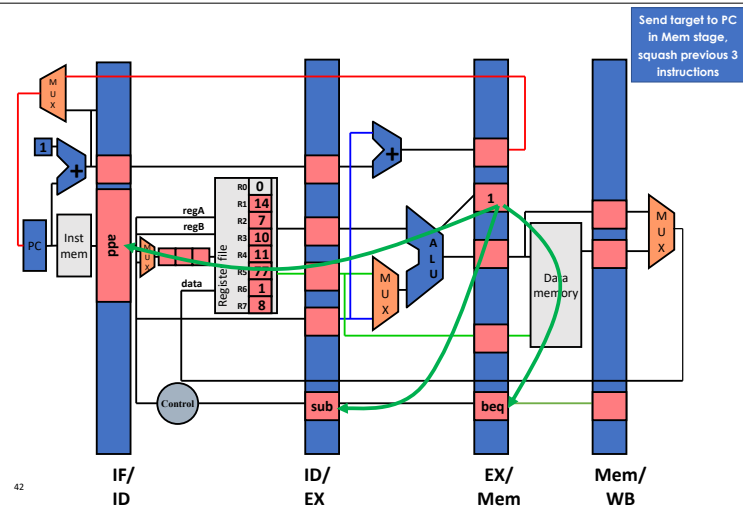 Send target to PC
in Mem stage,
squash previous 3
instructions
M
U
X
1
+
+
R0 0
R1 14
R2 7
R3 10
R4 11
R5 77
R6 1
R7 8
regA
regB
data
Register file
PC
Inst
mem
add
M
U
X
1
A
L
U
M
U
X
Data
memory
M
U
X
Control
sub
beq
IF/
ID
ID/
EX
EX/
Mem
Mem/
WB
42